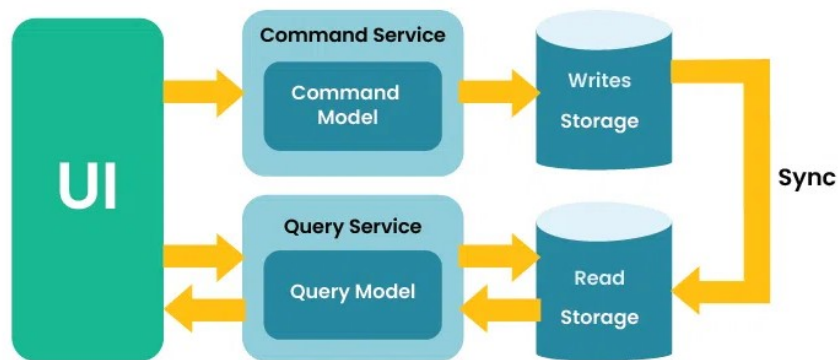 UI
Command Service
Command
Model
Writes
Storage
Sync
Query Service
Query Model
Read
Storage